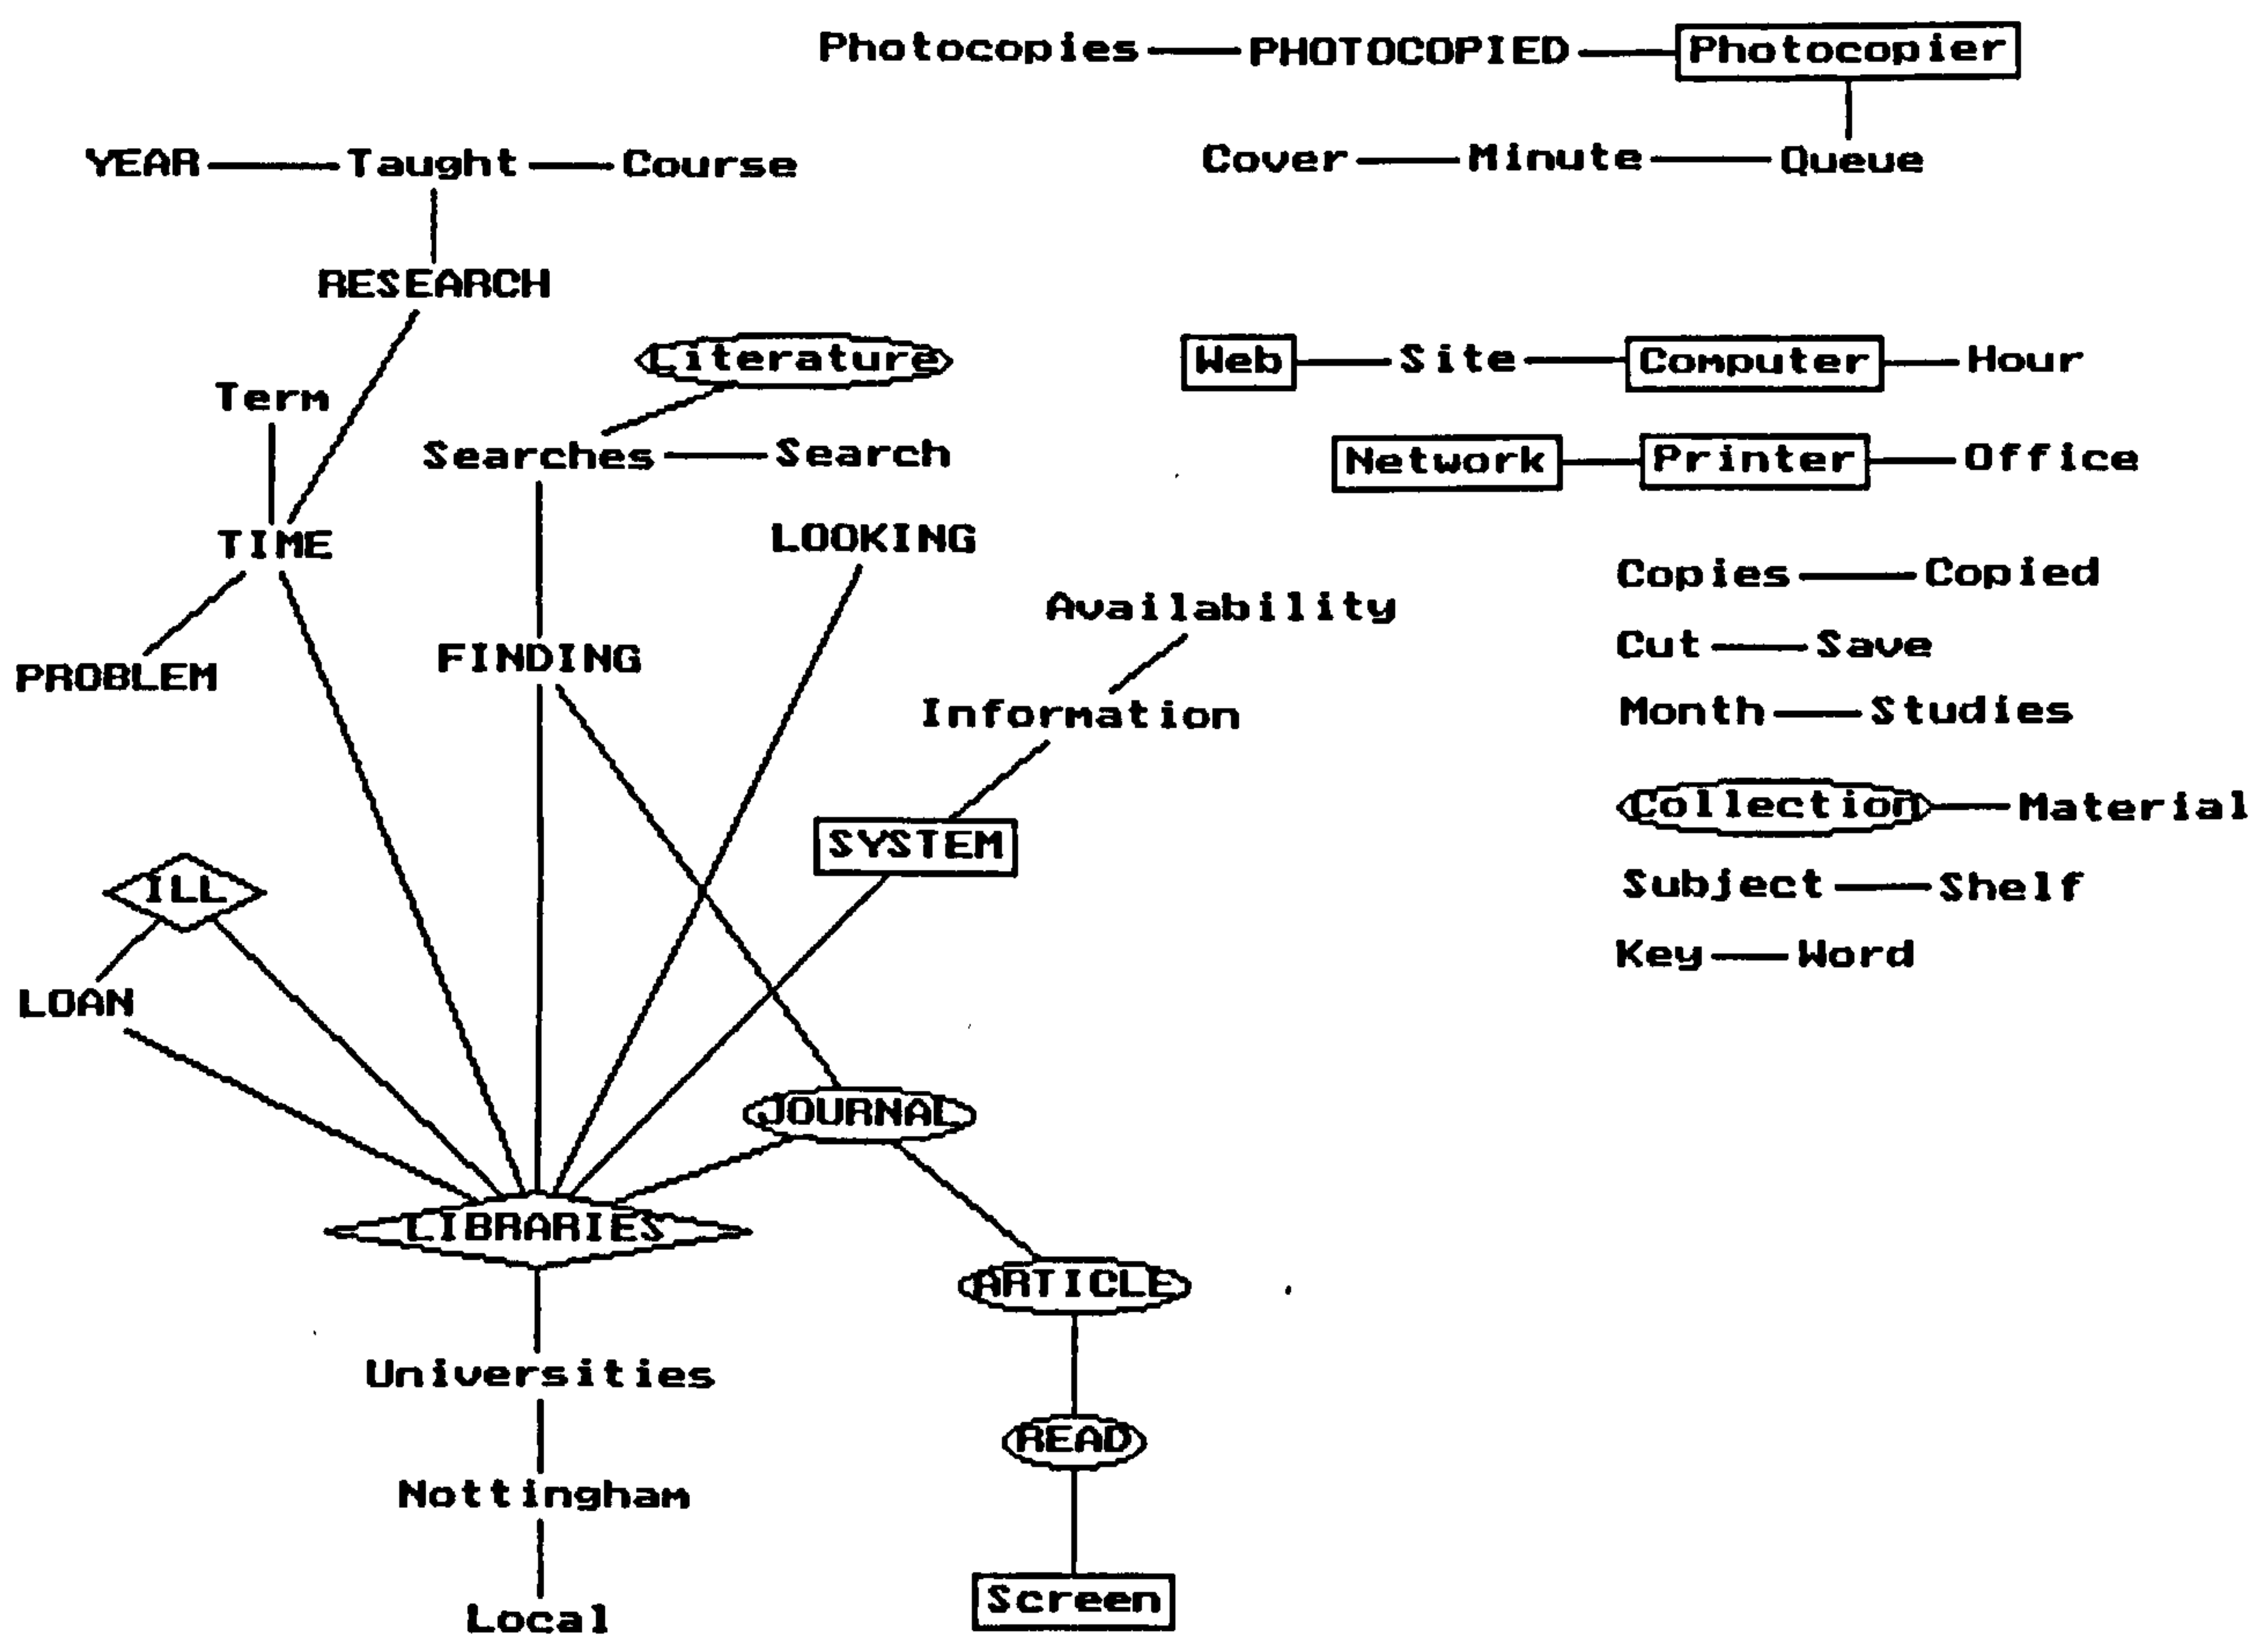 Photocopies PHOTOCOPIED Photocopier
YEAR Taught Course
Cover Minute Queue
RESEARCH
Literature
Web Site Computer Hour
Term
Searches Search
Network Printer Office
TIME
LOOKING
Copies Copied
Availability
Cut Save
FINDING
PROBLEM
Information
Month Studies
Collection Material
SYSTEM
ILL
Subject Shelf
Key Word
LOAN
JOURNAL
LIBRARIES
ARTICLE
Universities
READ
Nottingham
Screen
Local